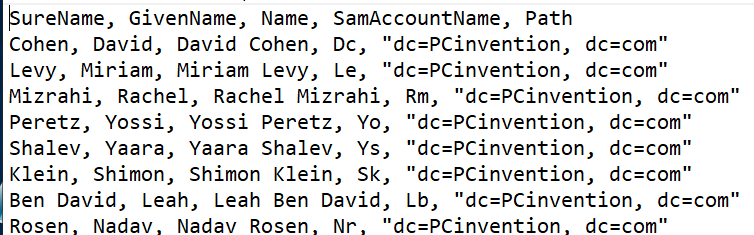 SureName, GivenName, Name, SamAccountName, Path
Cohen, David, David Cohen, Dc, "dc=PCinvention, dc=com"
Levy, Miriam, Miriam Levy, Le, "dc=PCinvention, dc=com"
Mizrahi, Rachel, Rachel Mizrahi, Rm, "dc=PCinvention, dc=com"
Peretz, Yossi, Yossi Peretz, Yo, "dc=PCinvention, dc=com"
Shalev, Yaara, Yaara Shalev, Ys, "dc=PCinvention, dc=com"
Klein, Shimon, Shimon Klein, Sk, "dc=PCinvention, dc=com"
Ben David, Leah, Leah Ben David, Lb, "dc=PCinvention, dc=com"
Rosen, Nadav, Nadav Rosen, Nr, "dc=PCinvention, dc=com"